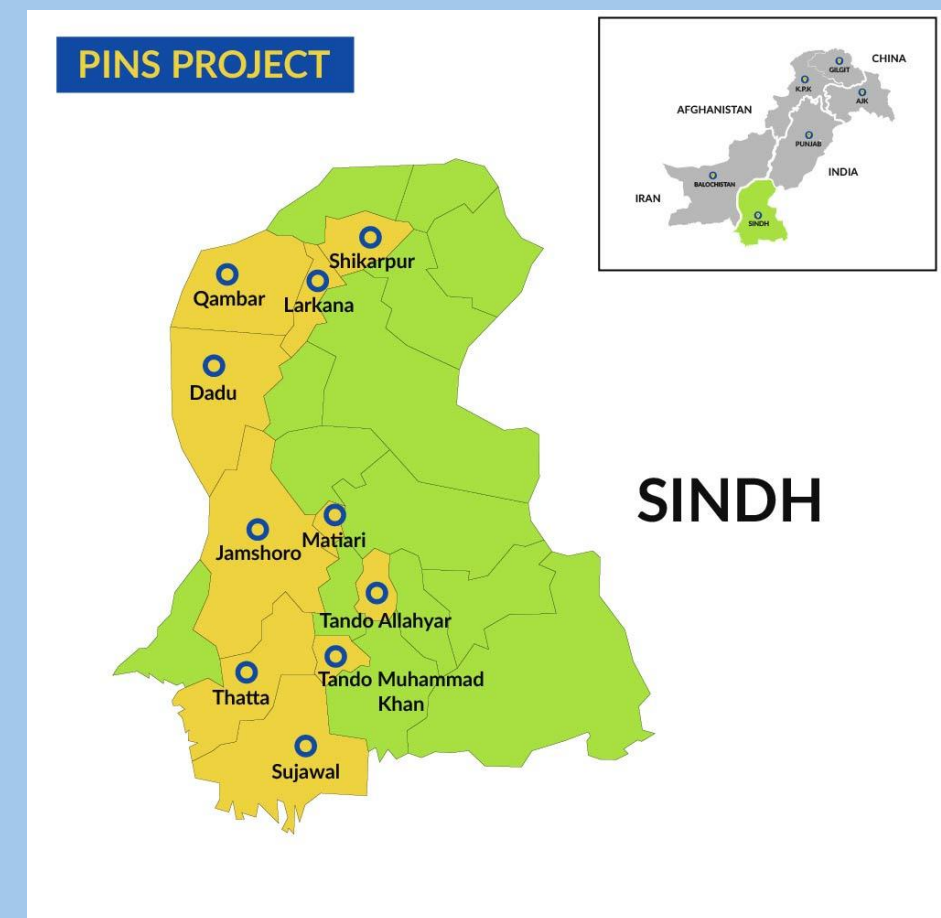 PINS PROJECT
CHINA
GILGIT
K.P.K
AJK
AFGHANISTAN
PUNJAB
INDIA
BALOCHISTAN
IRAN
SINDH
Shikarpur
Qambar
Larkana
Dadu
SINDH
Matiari
Jamshoro
Tando Allahyar
Tando Muhammad
Khan
Thatta
Sujawal